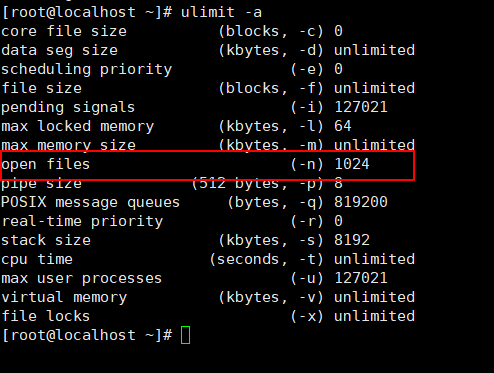 [root@localhost ~]# ulimit -a
core file size (blocks, -c) 0
data seg size (kbytes, -d) unlimited
scheduling priority (-e) 0
file size (blocks, -f) unlimited
pending signals (-i) 127021
max locked memory (kbytes, -l) 64
max memory size (kbytes, -m) unlimited
open files (-n) 1024
pipe size (512 bytes, -p) 8
POSIX message queues (bytes, -q) 819200
real-time priority (-r) 0
stack size (kbytes, -s) 8192
cpu time (seconds, -t) unlimited
max user processes (-u) 127021
virtual memory (kbytes, -v) unlimited
file locks (-x) unlimited
[root@localhost ~]#